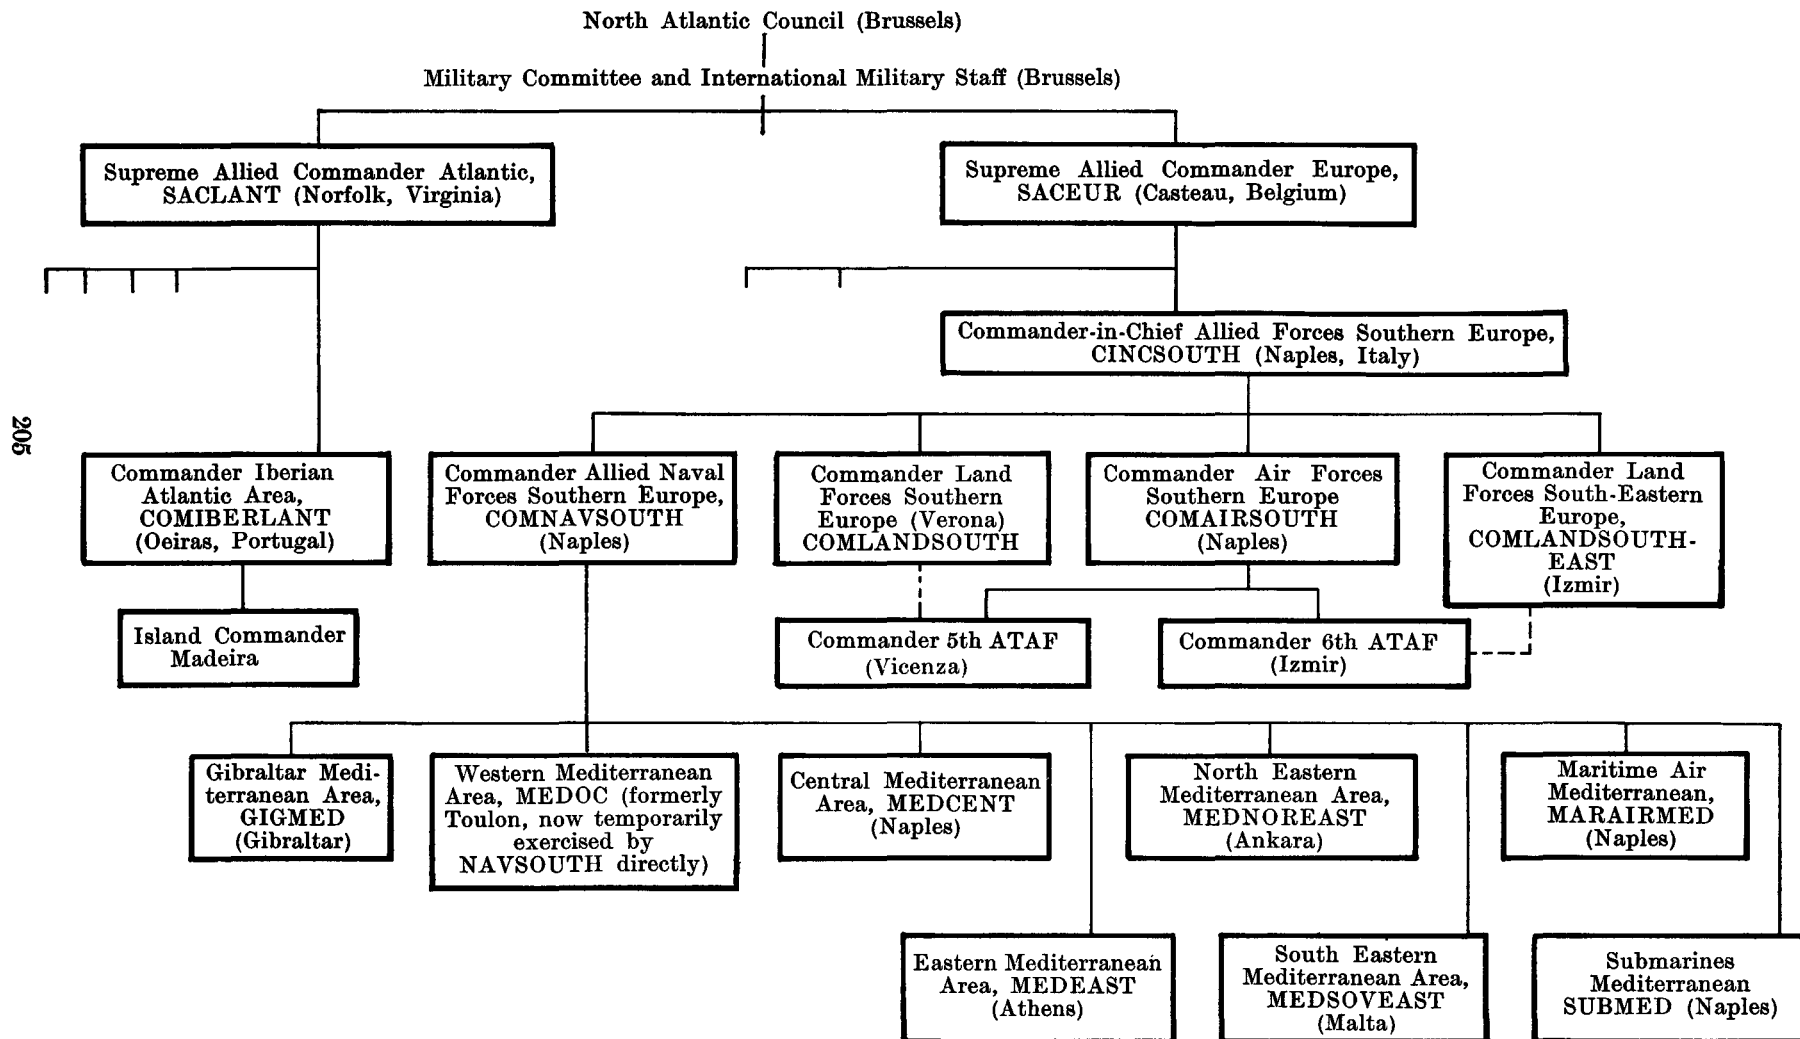 North Atlantic Council (Brussels)
Military Committee and International Military Staff (Brussels)
Supreme Allied Commander Atlantic,
SACLANT (Norfolk, Virginia)
Supreme Allied Commander Europe,
SACEUR (Casteau, Belgium)
Commander-in-Chief Allied Forces Southern Europe,
CINCSOUTH (Naples, Italy)
205
Commander Iberian
Atlantic Area,
COMIBERLANT
(Oeiras, Portugal)
Commander Allied Naval
Forces Southern Europe,
COMNAVSOUTH
(Naples)
Commander Land
Forces Southern
Europe (Verona)
COMLANDSOUTH
Commander Air Forces
Southern Europe
COMAIRSOUTH
(Naples)
Commander Land
Forces South-Eastern
Europe,
COMLANDSOUTH-
EAST
(Izmir)
Island Commander
Madeira
Commander 5th ATAF
(Vicenza)
Commander 6th ATAF
(Izmir)
Gibraltar Medi-
terranean Area,
GIGMED
(Gibraltar)
Western Mediterranean
Area, MEDOC (formerly
Toulon, now temporarily
exercised by
NAVSOUTH directly)
Central Mediterranean
Area, MEDCENT
(Naples)
North Eastern
Mediterranean Area,
MEDNOREAST
(Ankara)
Maritime Air
Mediterranean,
MARAIRMED
(Naples)
Eastern Mediterranean
Area, MEDEAST
(Athens)
South Eastern
Mediterranean Area,
MEDSOVEAST
(Malta)
Submarines
Mediterranean
SUBMED (Naples)